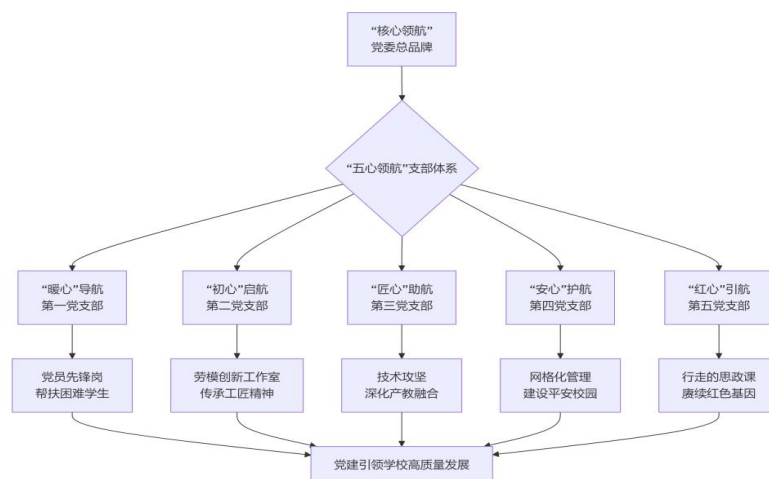 “核心领航”
党委总品牌
“五心领航”支部体系
“暖心”导航
第一党支部
“初心”启航
第二党支部
“匠心”助航
第三党支部
“安心”护航
第四党支部
“红心”引航
第五党支部
党员先锋岗
帮扶困难学生
劳模创新工作室
传承工匠精神
技术攻坚
深化产教融合
网格化管理
建设平安校园
行走的思政课
赓续红色基因
党建引领学校高质量发展